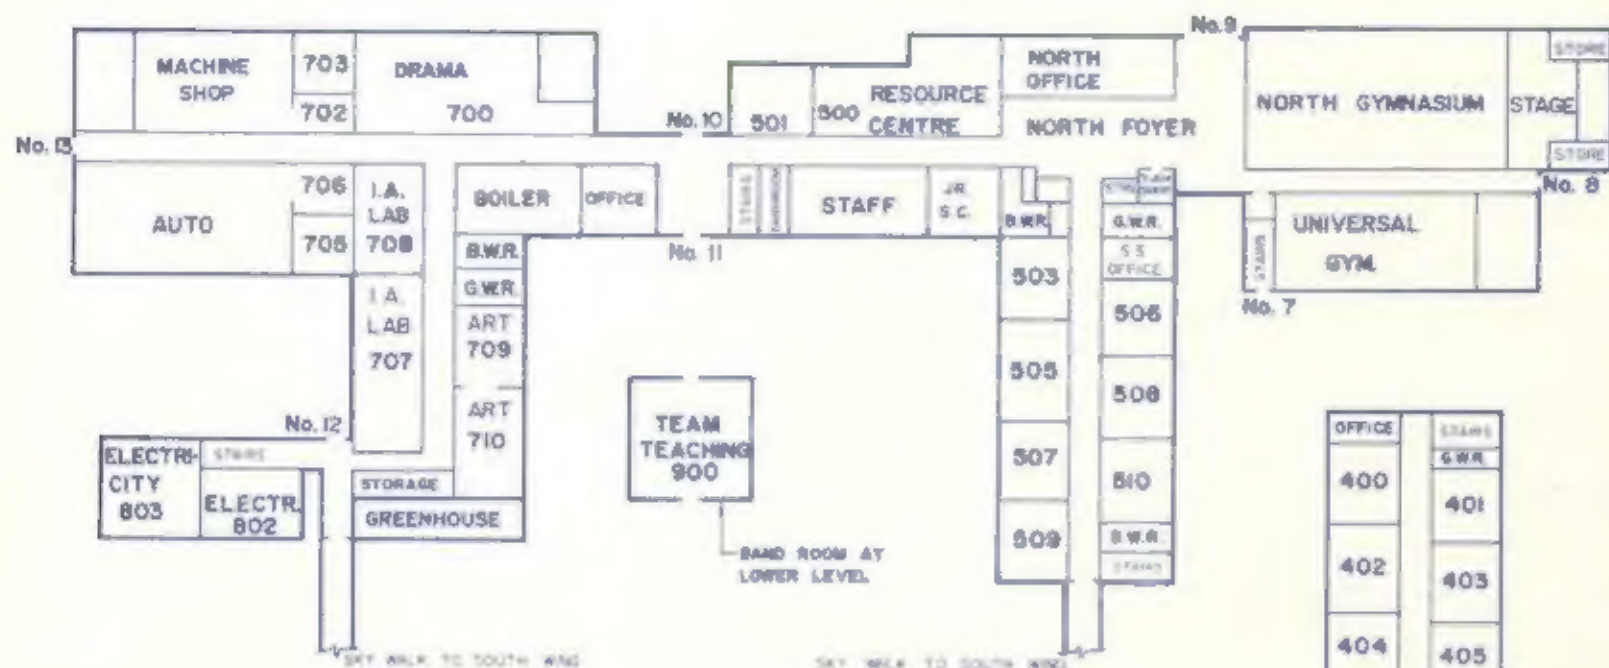 No. 9
MACHINE
SHOP
703
702
DRAMA
700
No. 10
501
500
RESOURCE
CENTRE
NORTH
OFFICE
NORTH FOYER
NORTH GYMNASIUM
STAGE
STORE
STORE
No. 8
No. 13
AUTO
706
705
I.A.
LAB
708
BOILER
OFFICE
STAIRS
STAFF
JR.
S.C.
B.W.R.
G.W.R.
S.S
OFFICE
STAIRS
UNIVERSAL
GYM.
No. 7
No. 11
B.W.R.
G.W.R.
I.A.
LAB
707
ART
709
ART
710
503
505
507
509
506
508
510
B.W.R.
STAIRS
TEAM
TEACHING
900
BAND ROOM AT
LOWER LEVEL
No. 12
ELECTRI-
CITY
803
STAIRS
ELECTR.
802
STORAGE
GREENHOUSE
OFFICE
400
402
404
STAIRS
G.W.R.
401
403
405
SKY WALK TO SOUTH WING
SKY WALK TO SOUTH WING